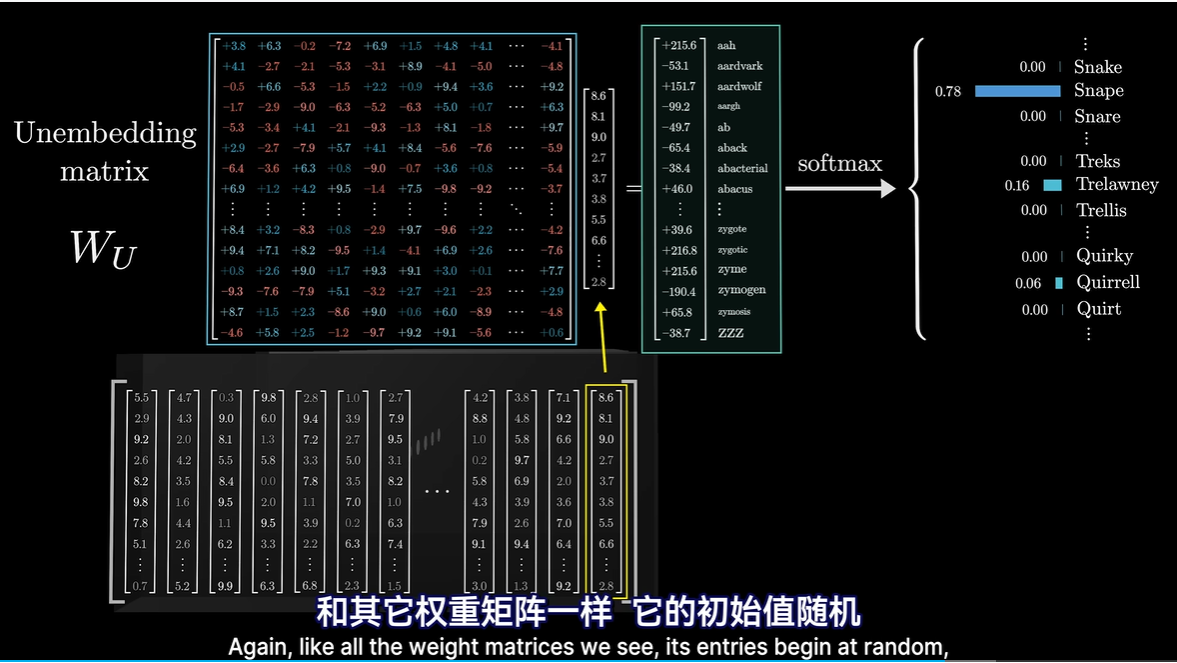 Unembedding
matrix
W_U
+3.8 +6.3 −0.2 −7.2 +6.9 +1.5 +4.8 +4.1 ⋯ −4.1
+4.1 −2.7 −2.1 −5.3 −3.1 +8.9 −4.1 −5.0 ⋯ −4.8
−0.5 +6.6 −5.3 −1.5 +2.2 +0.9 +9.4 +3.6 ⋯ +9.2
−1.7 −2.9 −9.0 −6.3 −5.2 −6.3 +5.0 +0.7 ⋯ +6.3
−5.3 −3.4 +4.1 −2.1 −9.3 −1.3 +8.1 −1.8 ⋯ +9.7
+2.9 −2.7 −7.9 +5.7 +4.1 +8.4 −5.6 −7.6 ⋯ −5.9
−6.4 −3.6 +6.3 +0.8 −9.0 −0.7 +3.6 +0.8 ⋯ −5.4
+6.9 +1.2 +4.2 +9.5 −1.4 +7.5 −9.8 −9.2 ⋯ −3.7
⋮ ⋮ ⋮ ⋮ ⋮ ⋮ ⋮ ⋮ ⋱ ⋮
+8.4 +3.2 −8.3 +0.8 −2.9 +9.7 −9.6 +2.2 ⋯ −4.2
+9.4 +7.1 +8.2 −9.5 +1.4 −4.1 +6.9 +2.6 ⋯ −7.6
+0.8 +2.6 +9.0 +1.7 +9.3 +9.1 +3.0 +0.1 ⋯ +7.7
−9.3 −7.6 −7.9 +5.1 −3.2 +2.7 +2.1 −2.3 ⋯ +2.9
+8.7 +1.5 +2.3 −8.6 +9.0 +0.6 +6.0 −8.9 ⋯ −4.8
−4.6 +5.8 +2.5 −1.2 −9.7 +9.2 +9.1 −5.6 ⋯ +0.6
8.6
8.1
9.0
2.7
3.7
3.8
5.5
6.6
⋮
2.8
=
+215.6 aah
−53.1 aardvark
+151.7 aardwolf
−99.2 aargh
−49.7 ab
−65.4 aback
−38.4 abacterial
+46.0 abacus
⋮ ⋮
+39.6 zygote
+216.8 zygotic
+215.6 zyme
−190.4 zymogen
+65.8 zymosis
−38.7 ZZZ
softmax
⋮
0.00 Snake
0.78 Snape
0.00 Snare
⋮
0.00 Treks
0.16 Trelawney
0.00 Trellis
⋮
0.00 Quirky
0.06 Quirrell
0.00 Quirt
⋮
5.5 4.7 0.3 9.8 2.8 1.0 2.7 4.2 3.8 7.1 8.6
2.9 4.3 9.0 6.0 9.4 3.9 7.9 8.8 4.8 9.2 8.1
9.2 2.0 8.1 1.3 7.2 2.7 9.5 1.0 5.8 6.6 9.0
2.6 4.2 5.5 5.8 3.3 5.0 3.1 0.2 9.7 4.2 2.7
8.2 3.5 8.4 0.0 7.8 3.5 8.2 ⋯ 5.8 6.9 2.0 3.7
9.8 1.6 9.5 2.0 1.1 7.0 1.0 4.3 3.9 3.6 3.8
7.8 4.4 1.1 9.5 3.9 0.2 6.3 7.9 2.6 7.0 5.5
5.1 2.6 6.2 3.3 2.2 6.3 7.4 9.1 9.4 6.4 6.6
⋮ ⋮ ⋮ ⋮ ⋮ ⋮ ⋮ ⋮ ⋮ ⋮ ⋮
0.7 5.2 9.9 6.3 6.8 2.3 1.5 3.0 1.3 9.2 2.8
和其它权重矩阵一样 它的初始值随机
Again, like all the weight matrices we see, its entries begin at random,